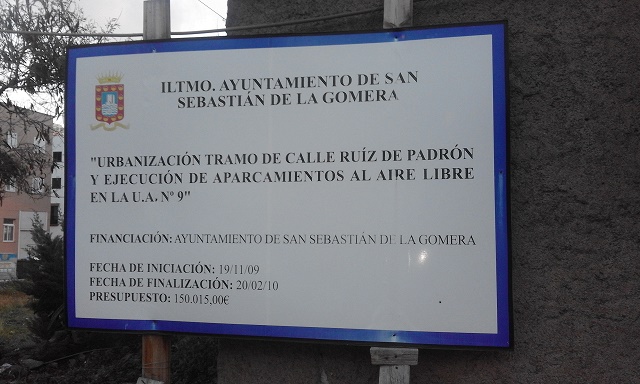 ILTMO. AYUNTAMIENTO DE SAN
SEBASTIÁN DE LA GOMERA
"URBANIZACIÓN TRAMO DE CALLE RUÍZ DE PADRÓN
Y EJECUCIÓN DE APARCAMIENTOS AL AIRE LIBRE
EN LA U.A. Nº 9"
FINANCIACIÓN: AYUNTAMIENTO DE SAN SEBASTIÁN DE LA GOMERA
FECHA DE INICIACIÓN: 19/11/09
FECHA DE FINALIZACIÓN: 20/02/10
PRESUPUESTO: 150.015,00€